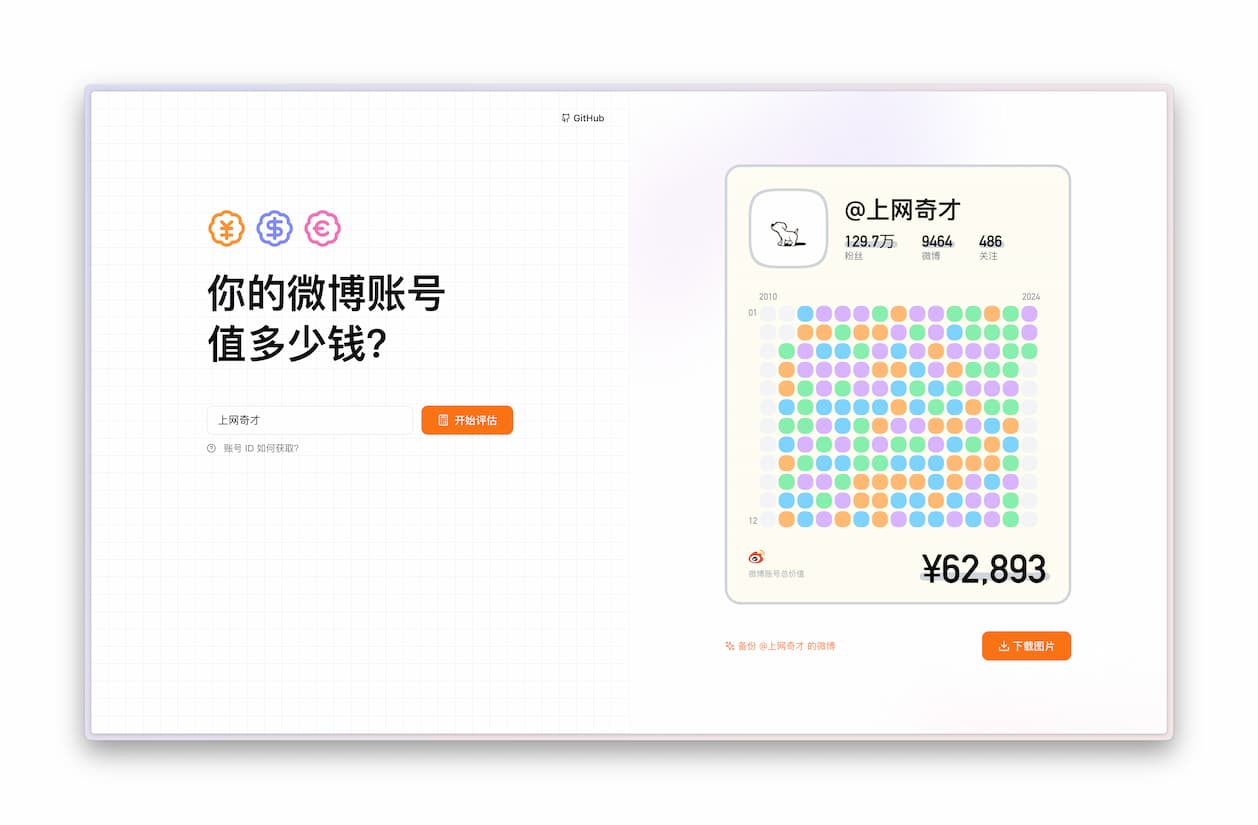 GitHub
你的微博账号
值多少钱?
上网奇才
开始评估
账号 ID 如何获取?
@上网奇才
129.7万 9464 486
粉丝 微博 关注
2010 2024
01
12
微博账号总价值
¥62,893
备份 @上网奇才 的微博
下载图片